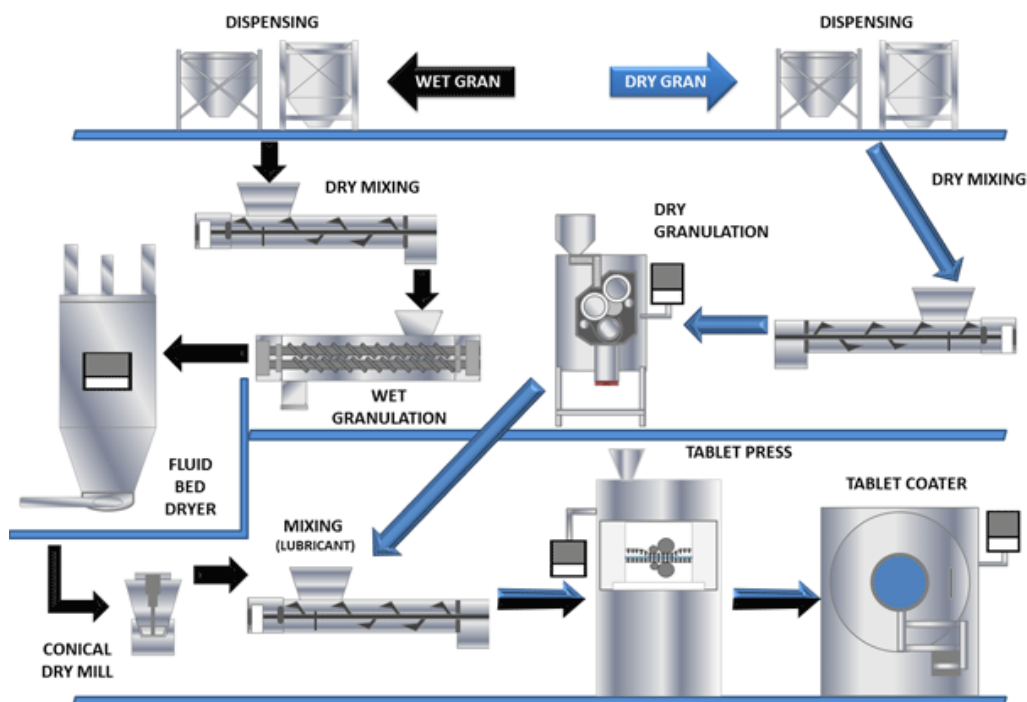 DISPENSING
DISPENSING
WET GRAN
DRY GRAN
DRY MIXING
DRY MIXING
DRY
GRANULATION
WET
GRANULATION
FLUID
BED
DRYER
TABLET PRESS
TABLET COATER
MIXING
(LUBRICANT)
CONICAL
DRY MILL